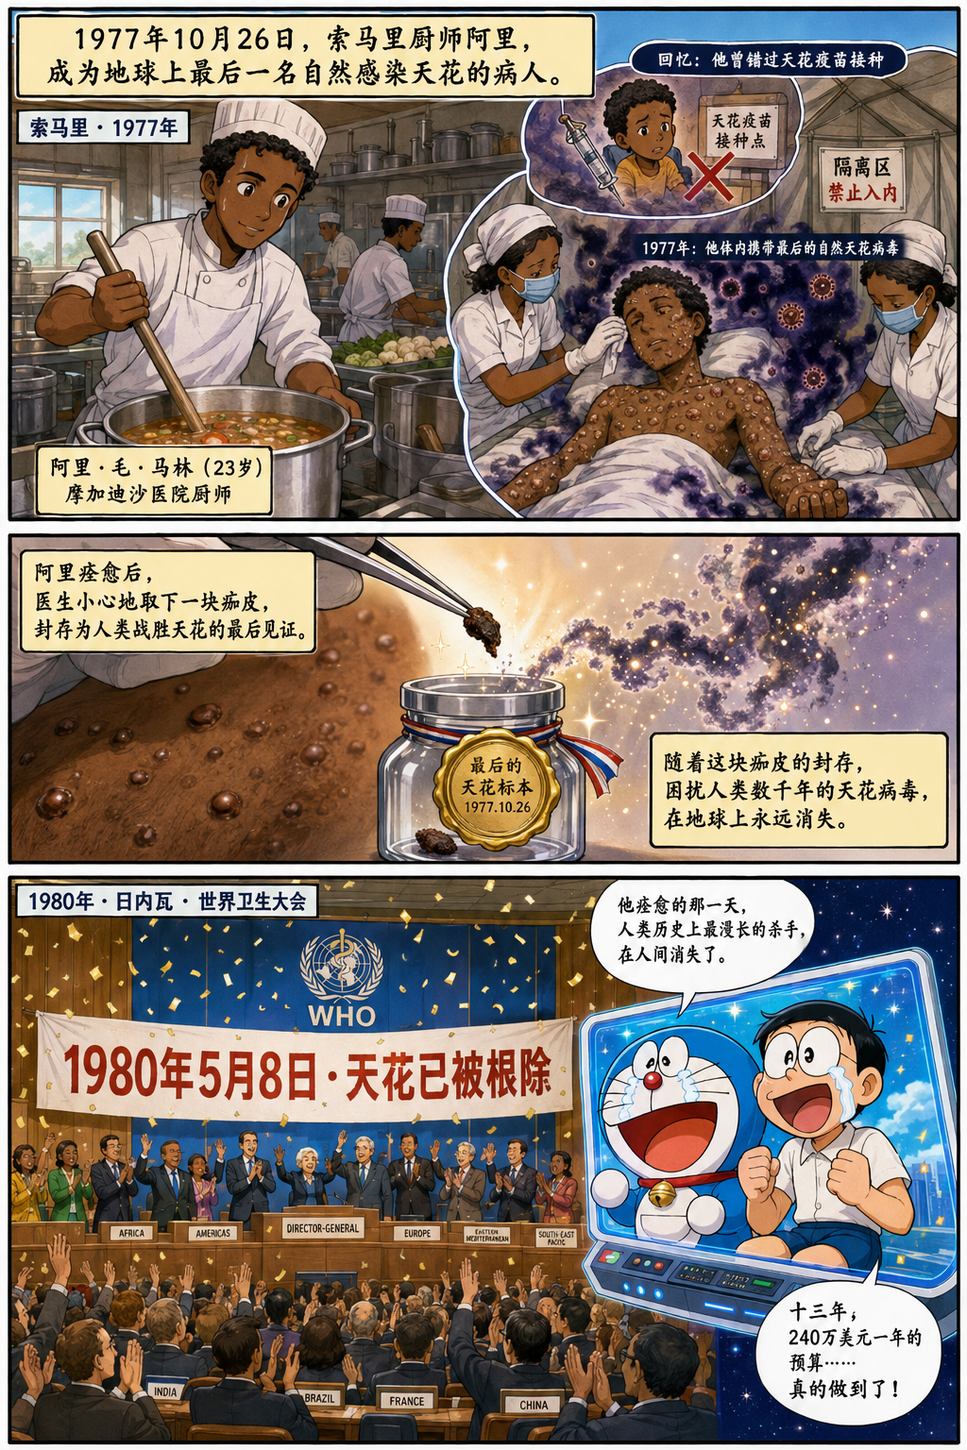 1977年10月26日，索马里厨师阿里，
成为地球上最后一名自然感染天花的病人。
索马里·1977年
回忆：他曾错过天花疫苗接种
天花疫苗
接种点
隔离区
禁止入内
1977年：他体内携带最后的自然天花病毒
阿里·毛·马林（23岁）
摩加迪沙医院厨师
阿里痊愈后，
医生小心地取下一块痂皮，
封存为人类战胜天花的最后见证。
最后的
天花标本
1977.10.26
随着这块痂皮的封存，
困扰人类数千年的天花病毒，
在地球上永远消失。
1980年·日内瓦·世界卫生大会
他痊愈的那一天，
人类历史上最漫长的杀手，
在人间消失了。
WHO
1980年5月8日·天花已被根除
AFRICA
AMERICAS
DIRECTOR-GENERAL
EUROPE
EASTERN
MEDITERRANEAN
SOUTH-EAST
PACIFIC
十三年，
240万美元一年的
预算……
真的做到了！
INDIA
BRAZIL
FRANCE
CHINA